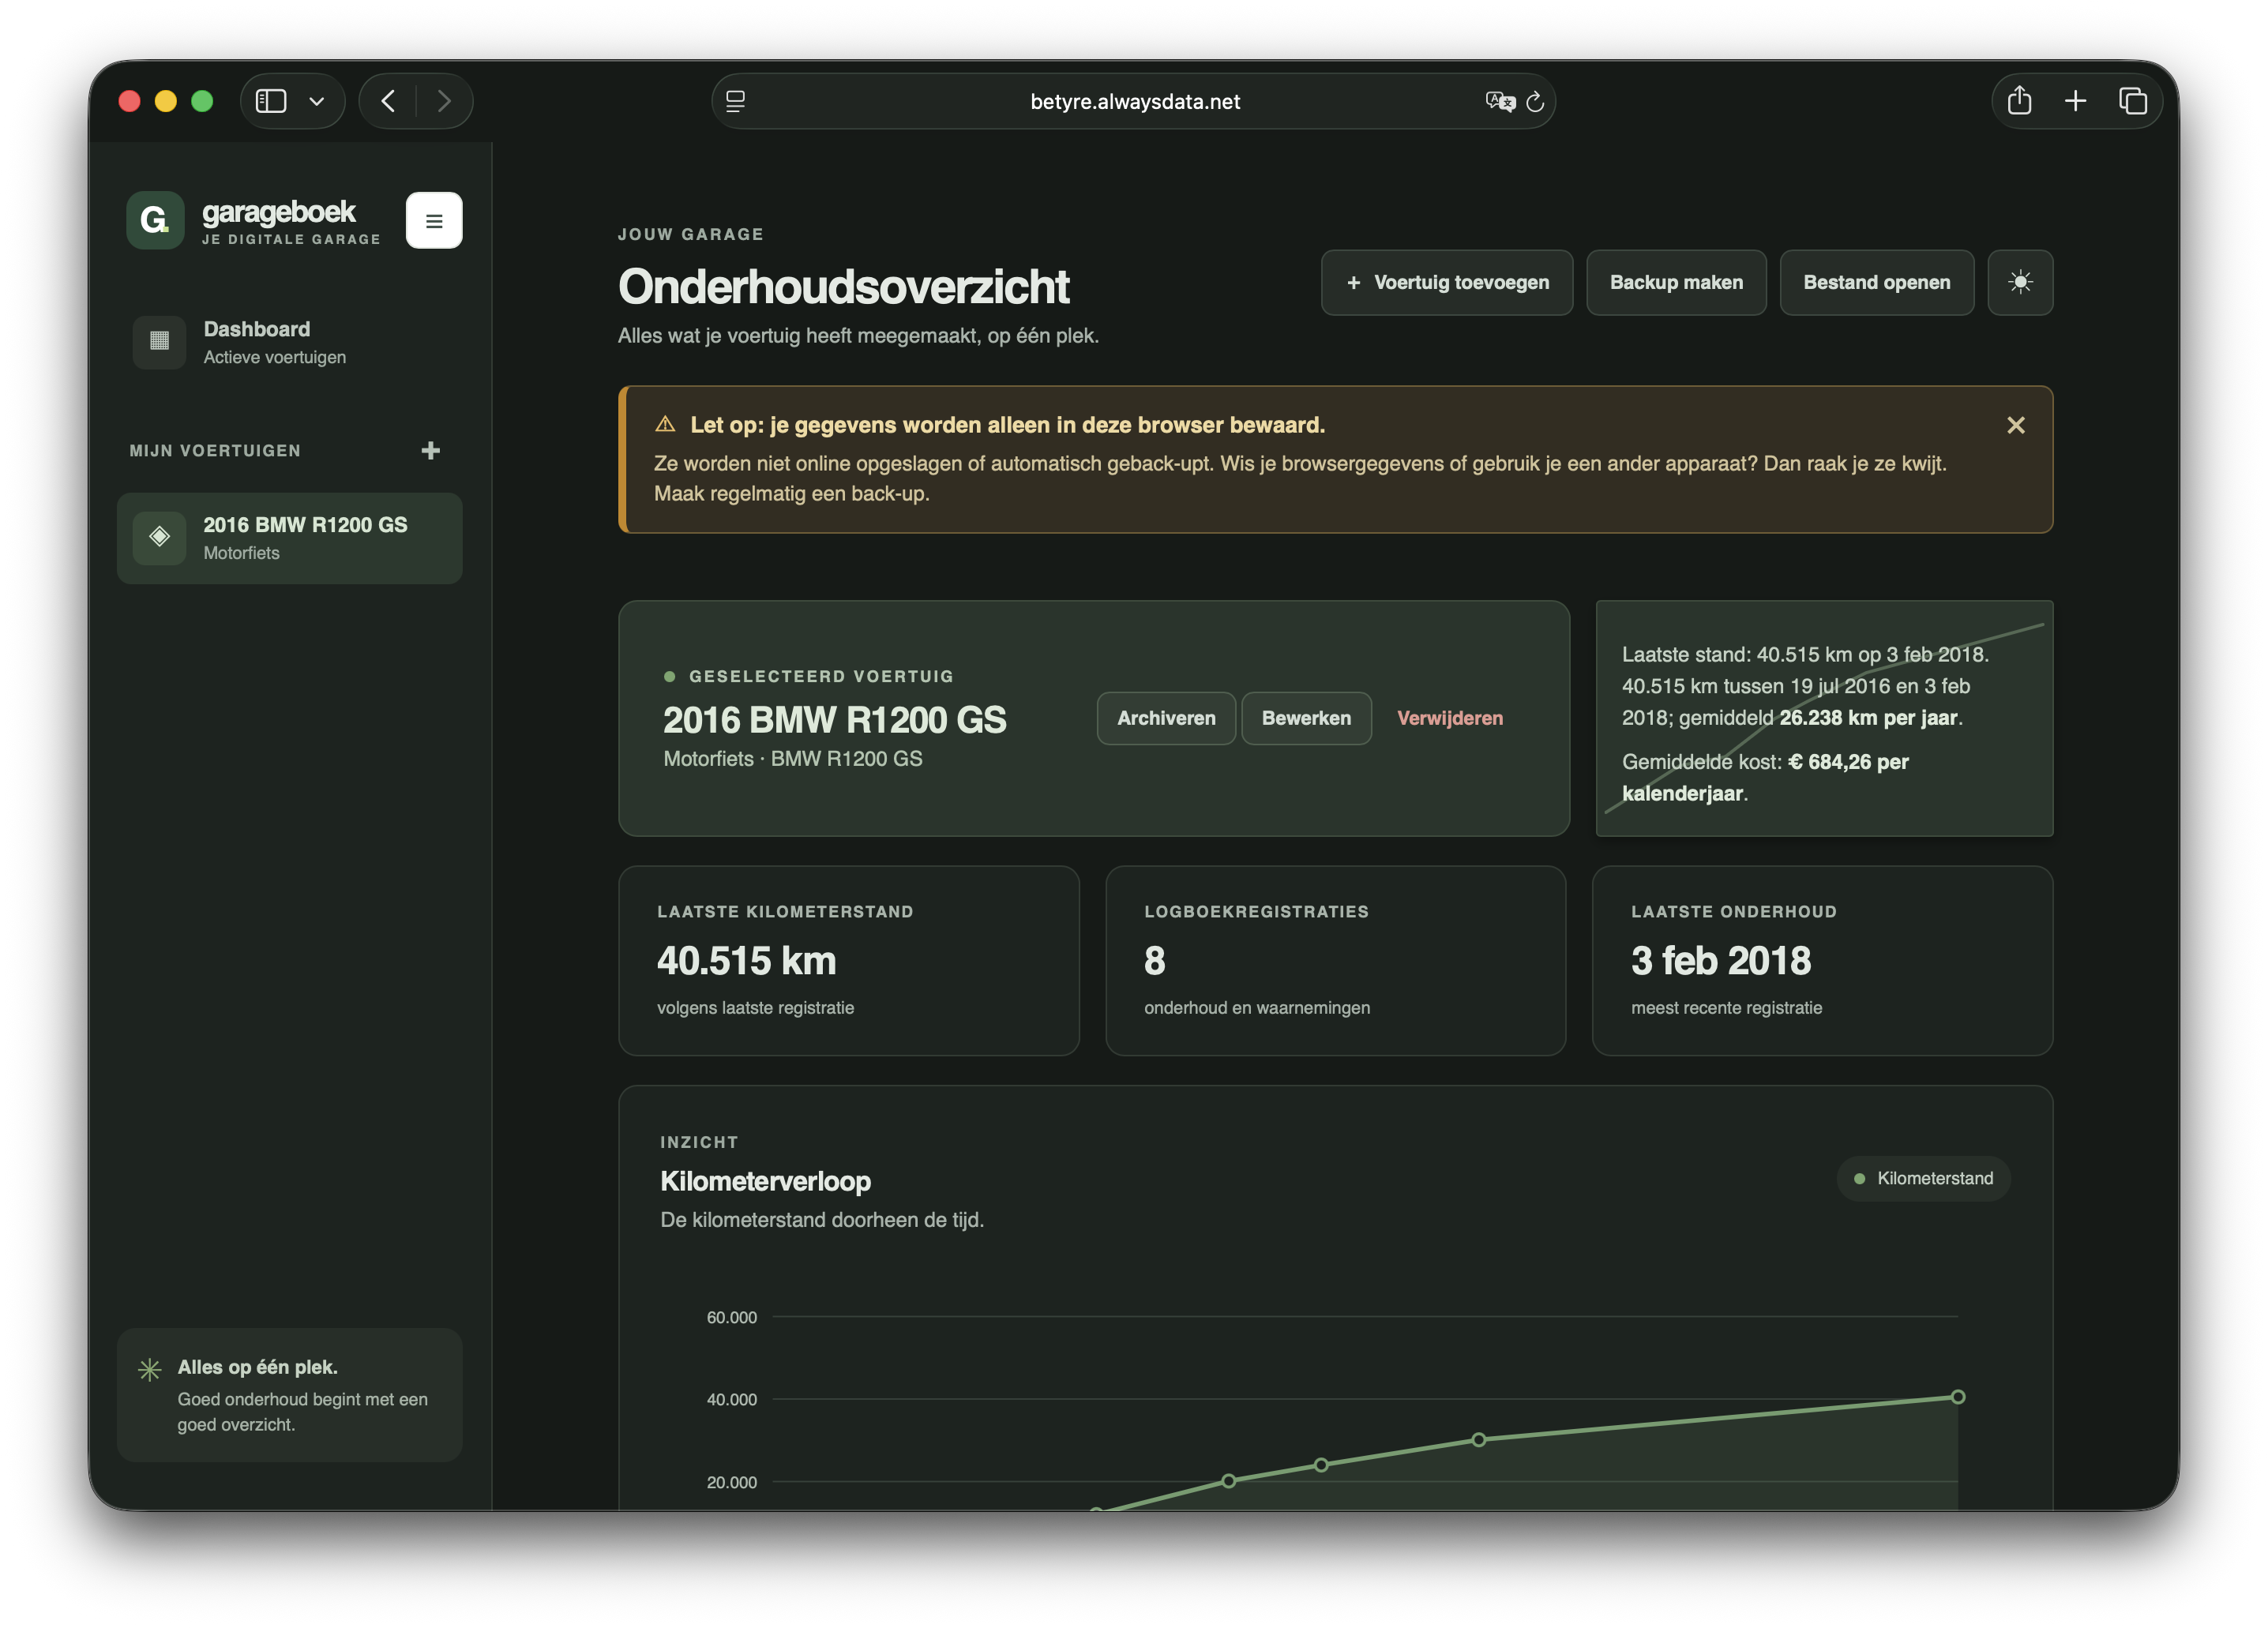 betyre.alwaysdata.net
G.
garageboek
JE DIGITALE GARAGE
Dashboard
Actieve voertuigen
MIJN VOERTUIGEN
2016 BMW R1200 GS
Motorfiets
Alles op één plek.
Goed onderhoud begint met een
goed overzicht.
JOUW GARAGE
Onderhoudsoverzicht
Alles wat je voertuig heeft meegemaakt, op één plek.
+ Voertuig toevoegen
Backup maken
Bestand openen
⚠ Let op: je gegevens worden alleen in deze browser bewaard.
Ze worden niet online opgeslagen of automatisch geback-upt. Wis je browsergegevens of gebruik je een ander apparaat? Dan raak je ze kwijt.
Maak regelmatig een back-up.
GESELECTEERD VOERTUIG
2016 BMW R1200 GS
Motorfiets · BMW R1200 GS
Archiveren
Bewerken
Verwijderen
Laatste stand: 40.515 km op 3 feb 2018.
40.515 km tussen 19 jul 2016 en 3 feb
2018; gemiddeld 26.238 km per jaar.
Gemiddelde kost: € 684,26 per
kalenderjaar.
LAATSTE KILOMETERSTAND
40.515 km
volgens laatste registratie
LOGBOEKREGISTRATIES
8
onderhoud en waarnemingen
LAATSTE ONDERHOUD
3 feb 2018
meest recente registratie
INZICHT
Kilometerverloop
De kilometerstand doorheen de tijd.
Kilometerstand
60.000
40.000
20.000